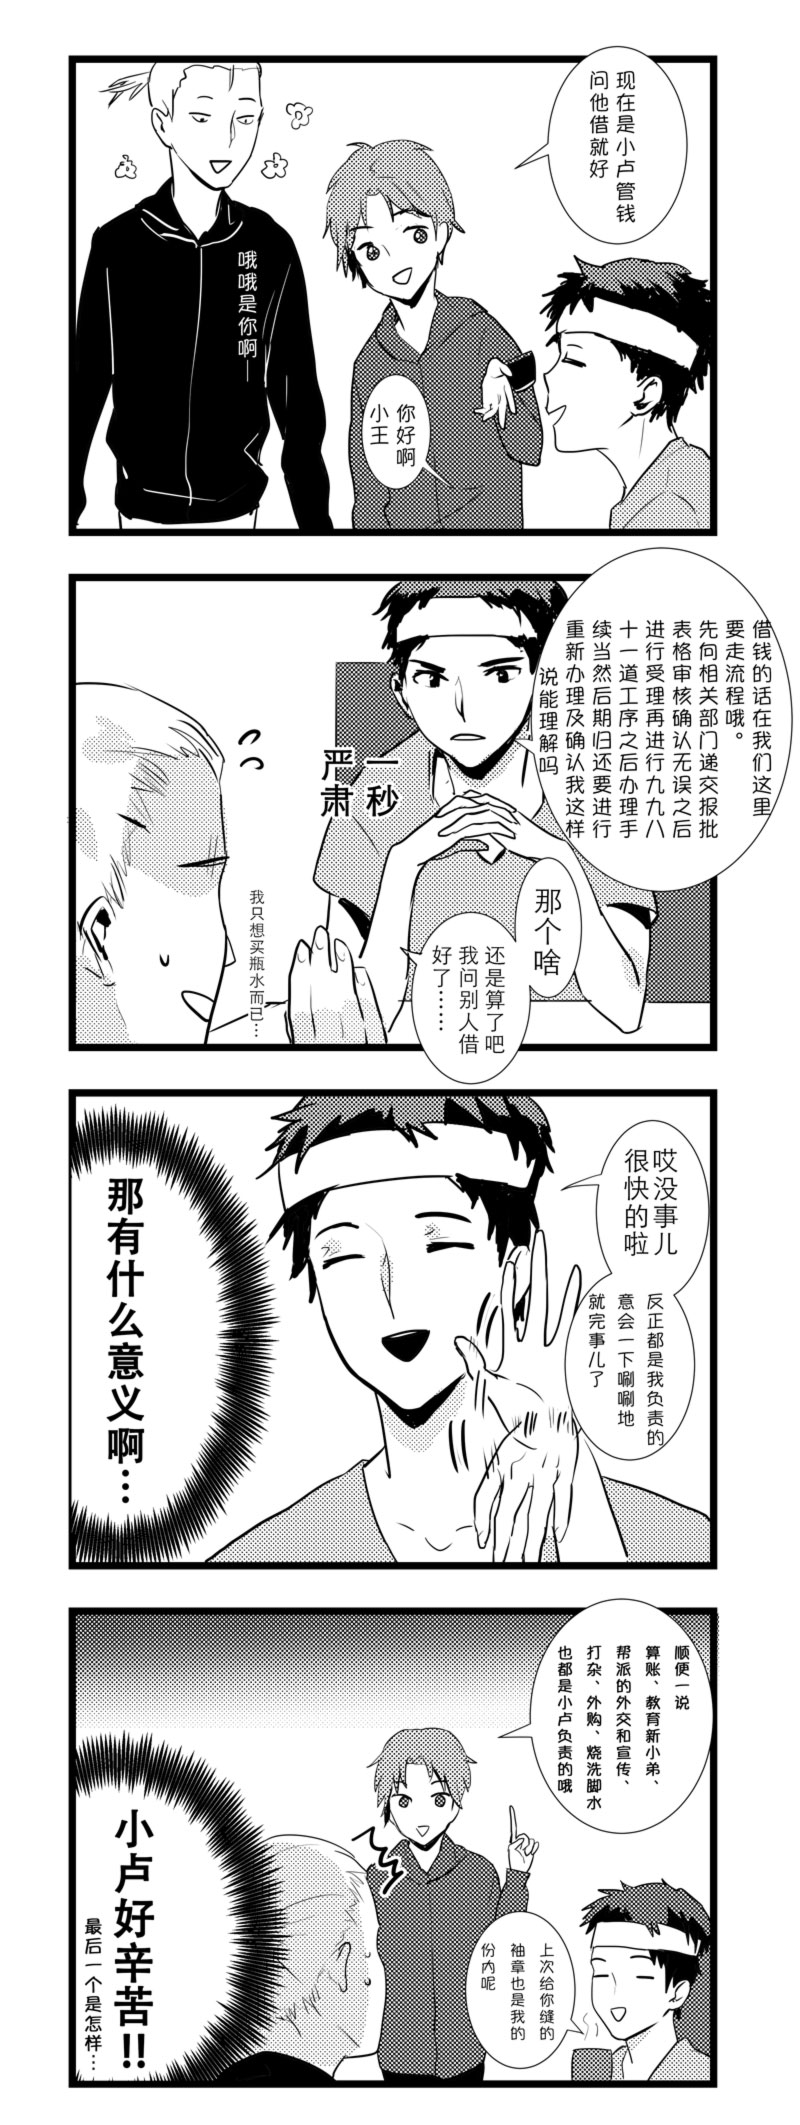 现在是小卢管钱
问他借就好
哦哦是你啊—
你好啊
小王
借钱的话在我们这里
要走流程哦。
先向相关部门递交报批
表格审核确认无误之后
进行受理再进行九九八
十一道工序之后办理手
续当然后期归还要进行
重新办理及确认我这样
说能理解吗
一秒
严肃
那个啥
还是算了吧
我问别人借
好了……
我只想买瓶水而已…
哎没事儿
很快的啦
反正都是我负责的
意会一下唰唰地
就完事儿了
那有什么意义啊…
顺便一说
算账、教育新小弟、
帮派的外交和宣传、
打杂、外购、烧洗脚水
也都是小卢负责的哦
上次给你缝的
袖章也是我的
份内呢
小卢好辛苦!!
最后一个是怎样…